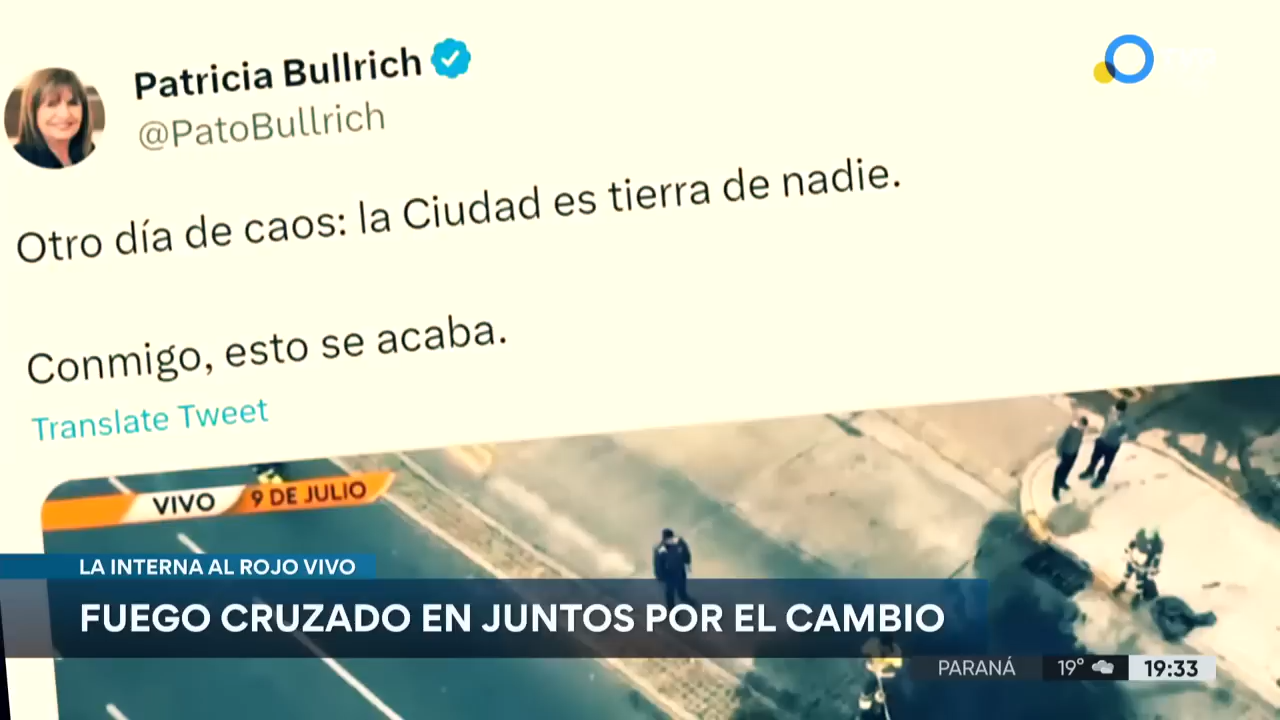 Patricia Bullrich
@PatoBullrich
Otro día de caos: la Ciudad es tierra de nadie.
Conmigo, esto se acaba.
Translate Tweet
VIVO 9 DE JULIO
LA INTERNA AL ROJO VIVO
FUEGO CRUZADO EN JUNTOS POR EL CAMBIO
PARANÁ 19° 19:33